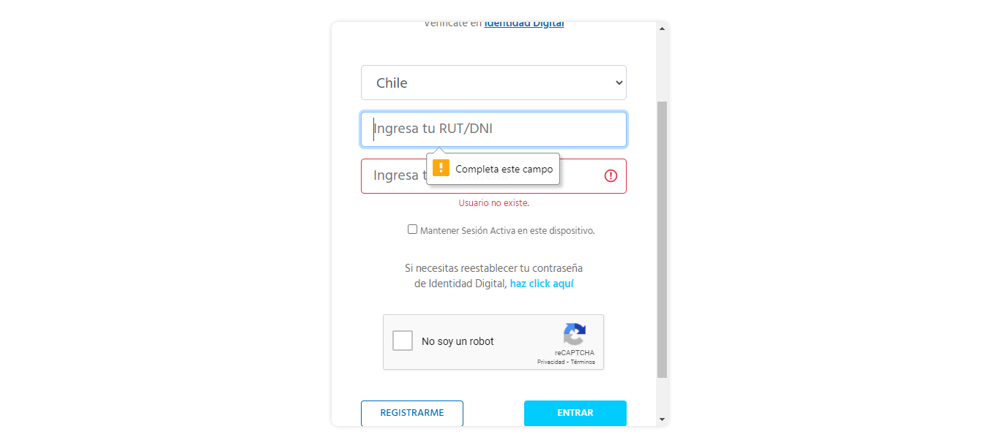 Verifícate en Identidad Digital
Chile
Ingresa tu RUT/DNI
Completa este campo
Ingresa t
Usuario no existe.
Mantener Sesión Activa en este dispositivo.
Si necesitas reestablecer tu contraseña
de Identidad Digital, haz click aquí
No soy un robot
reCAPTCHA
Privacidad - Términos
REGISTRARME
ENTRAR